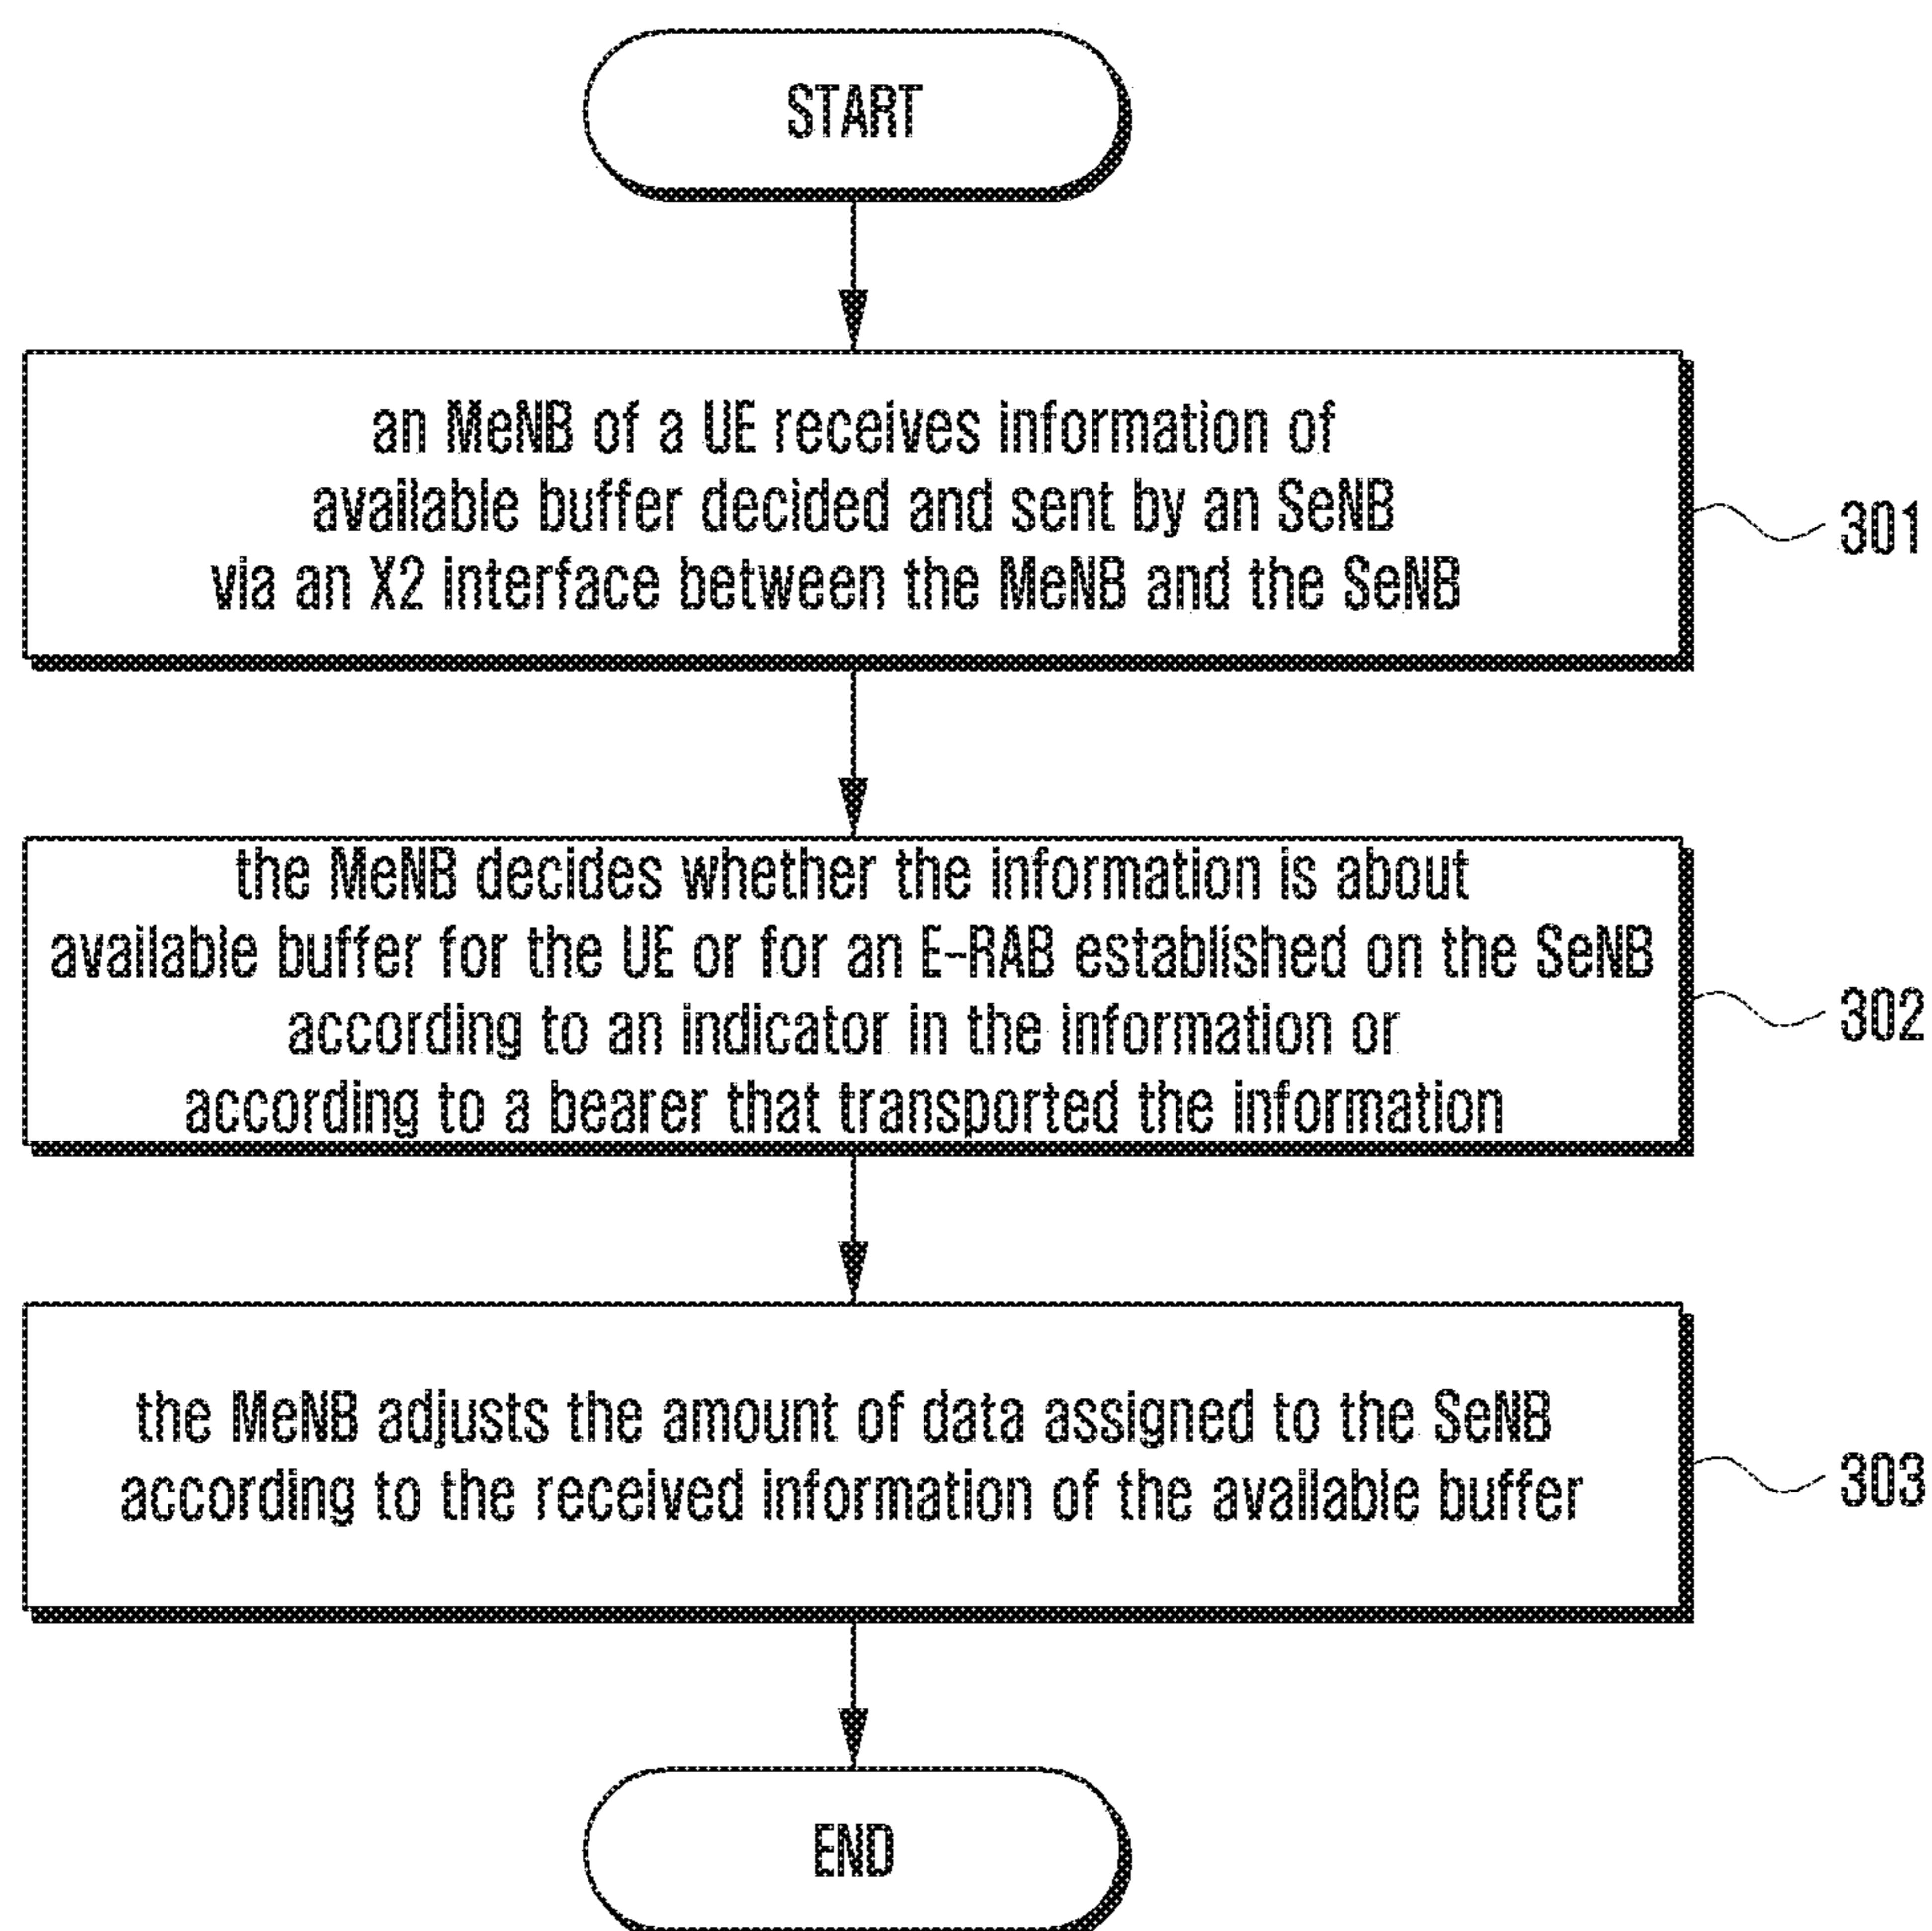 START
an MeNB of a UE receives information of
available buffer decided and sent by an SeNB
via an X2 interface between the MeNB and the SeNB
301
the MeNB decides whether the information is about
available buffer for the UE or for an E-RAB established on the SeNB
according to an indicator in the information or
according to a bearer that transported the information
302
the MeNB adjusts the amount of data assigned to the SeNB
according to the received information of the available buffer
303
END